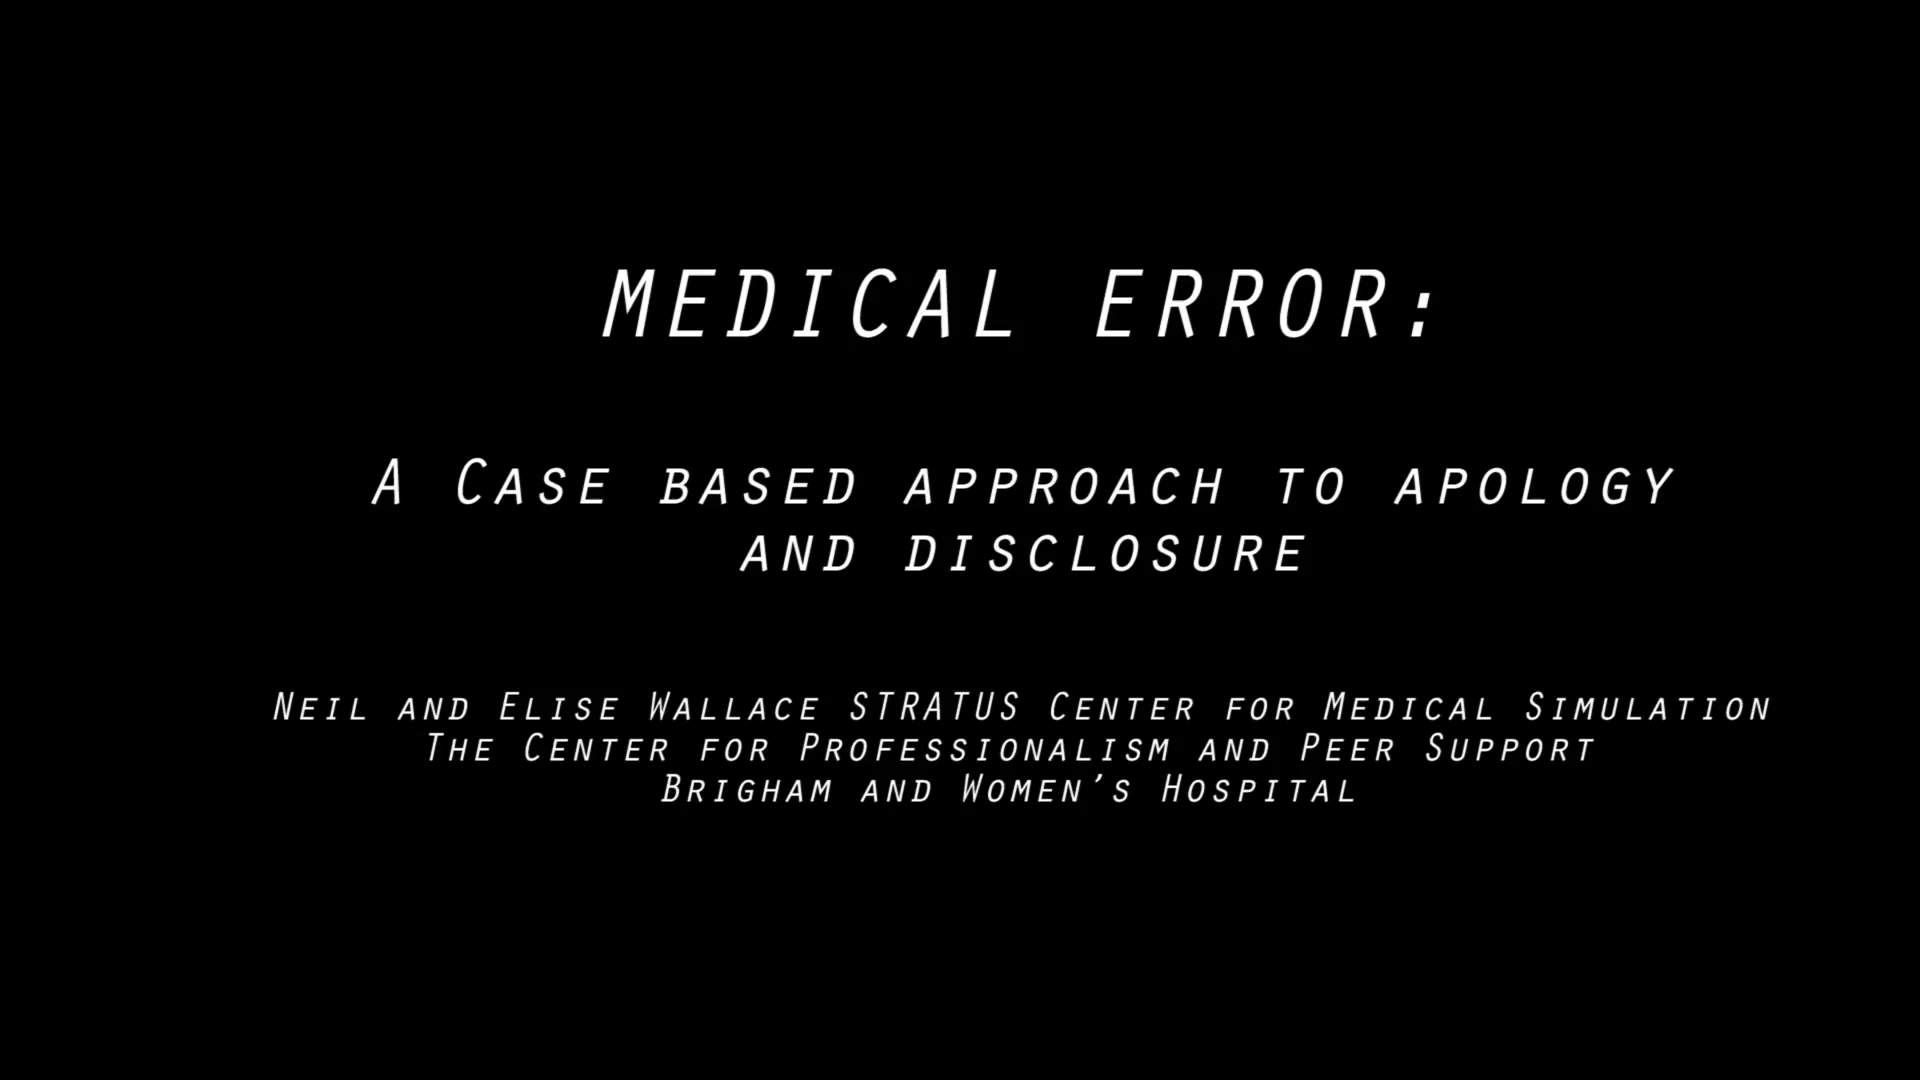 MEDICAL ERROR:
A CASE BASED APPROACH TO APOLOGY
AND DISCLOSURE
NEIL AND ELISE WALLACE STRATUS CENTER FOR MEDICAL SIMULATION
THE CENTER FOR PROFESSIONALISM AND PEER SUPPORT
BRIGHAM AND WOMEN'S HOSPITAL